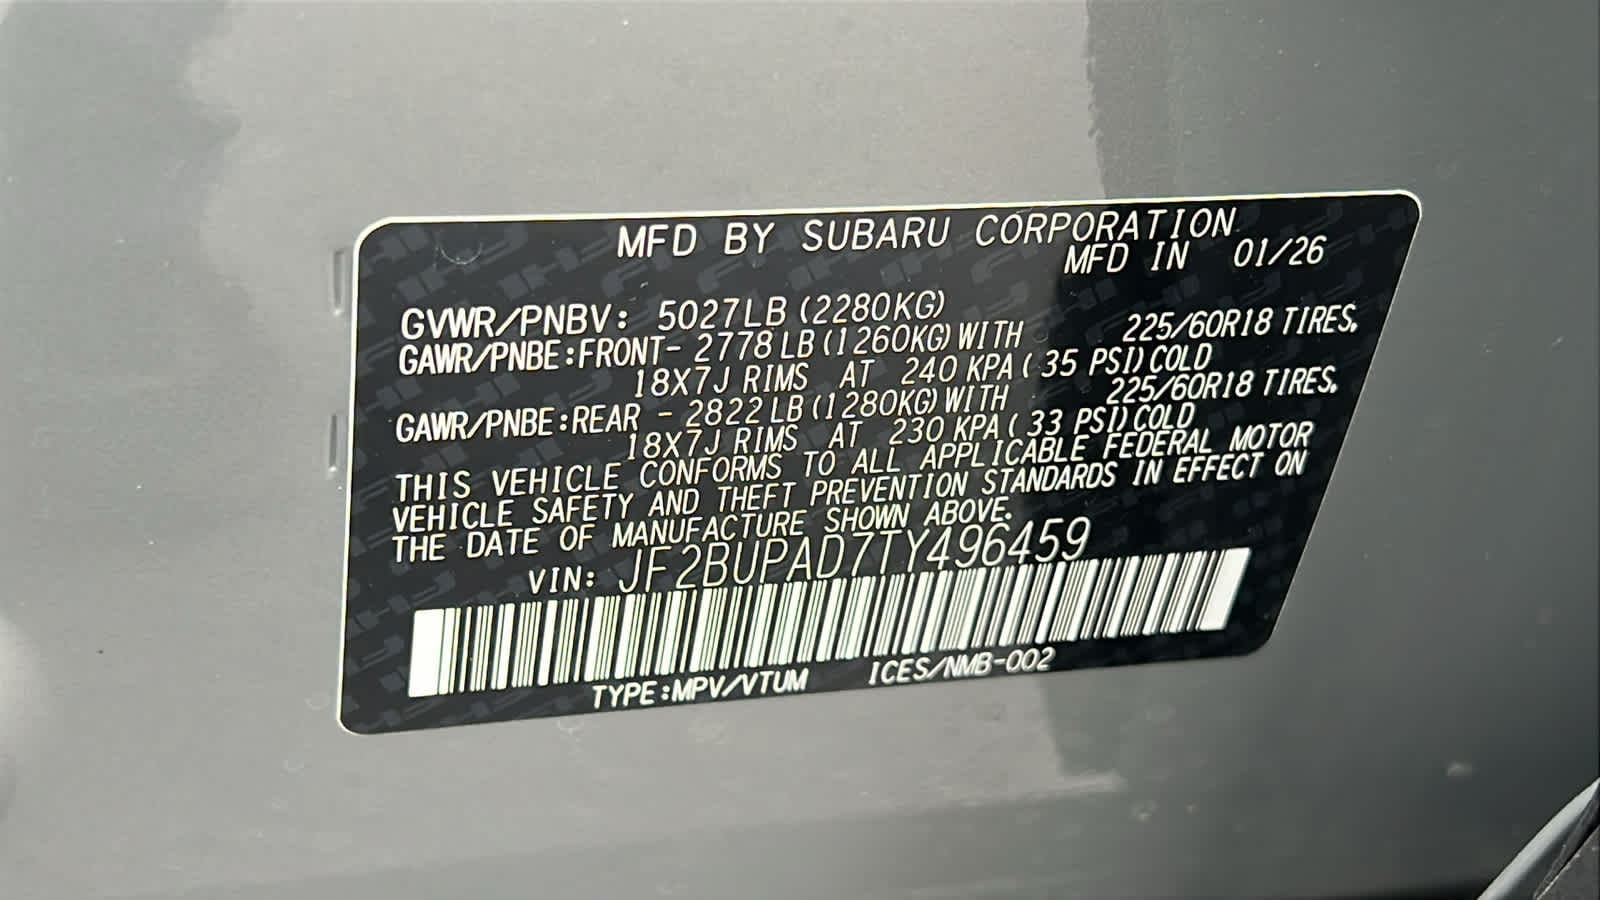 MFD BY SUBARU CORPORATION
MFD IN 01/26
GVWR/PNBV: 5027LB (2280KG)
GAWR/PNBE:FRONT- 2778 LB (1260KG) WITH 225/60R18 TIRES.
18X7J RIMS AT 240 KPA ( 35 PSI) COLD
GAWR/PNBE:REAR - 2822 LB (1280KG) WITH 225/60R18 TIRES.
18X7J RIMS AT 230 KPA ( 33 PSI) COLD
THIS VEHICLE CONFORMS TO ALL APPLICABLE FEDERAL MOTOR
VEHICLE SAFETY AND THEFT PREVENTION STANDARDS IN EFFECT ON
THE DATE OF MANUFACTURE SHOWN ABOVE.
VIN: JF2BUPAD7TY496459
TYPE:MPV/VTUM ICES/NMB-002